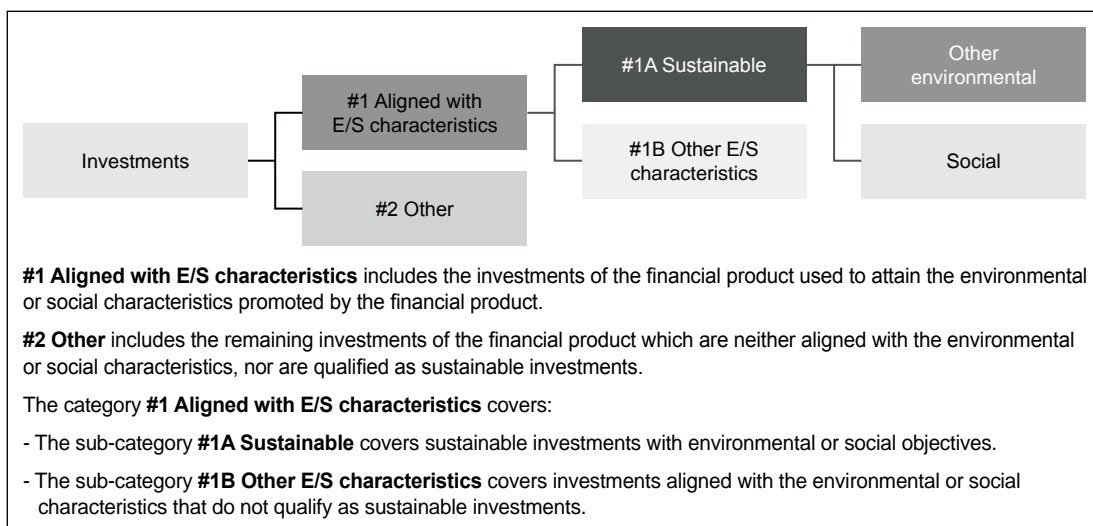 Investments
#1 Aligned with
E/S characteristics
#2 Other
#1A Sustainable
#1B Other E/S
characteristics
Other
environmental
Social
#1 Aligned with E/S characteristics includes the investments of the financial product used to attain the environmental
or social characteristics promoted by the financial product.
#2 Other includes the remaining investments of the financial product which are neither aligned with the environmental
or social characteristics, nor are qualified as sustainable investments.
The category #1 Aligned with E/S characteristics covers:
- The sub-category #1A Sustainable covers sustainable investments with environmental or social objectives.
- The sub-category #1B Other E/S characteristics covers investments aligned with the environmental or social
characteristics that do not qualify as sustainable investments.